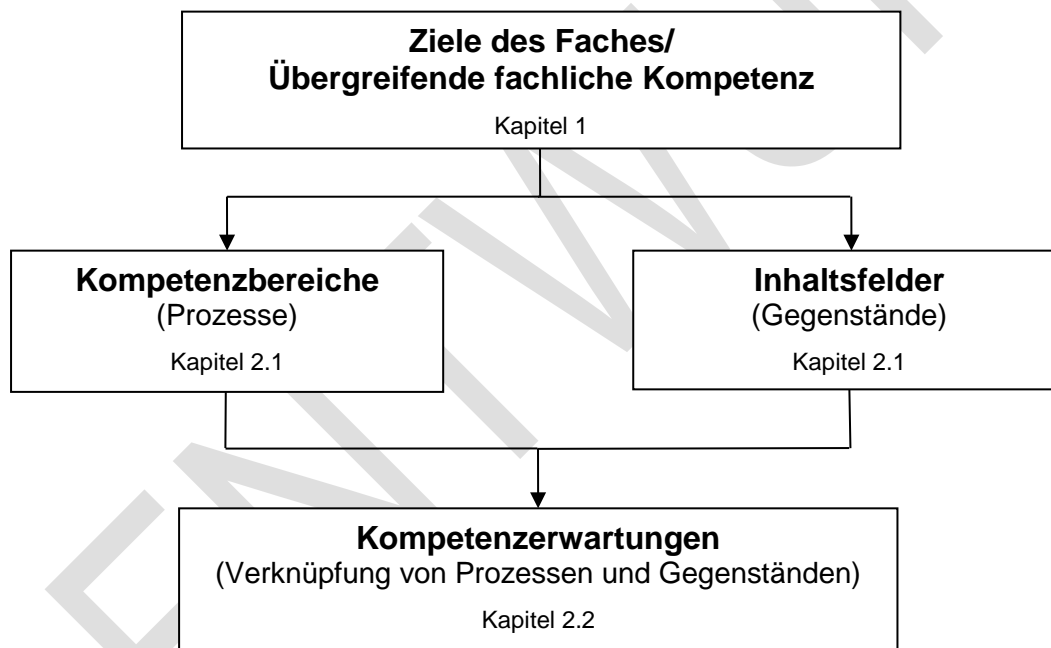 Ziele des Faches/
Übergreifende fachliche Kompetenz
Kapitel 1
Kompetenzbereiche
(Prozesse)
Kapitel 2.1
Inhaltsfelder
(Gegenstände)
Kapitel 2.1
Kompetenzerwartungen
(Verknüpfung von Prozessen und Gegenständen)
Kapitel 2.2